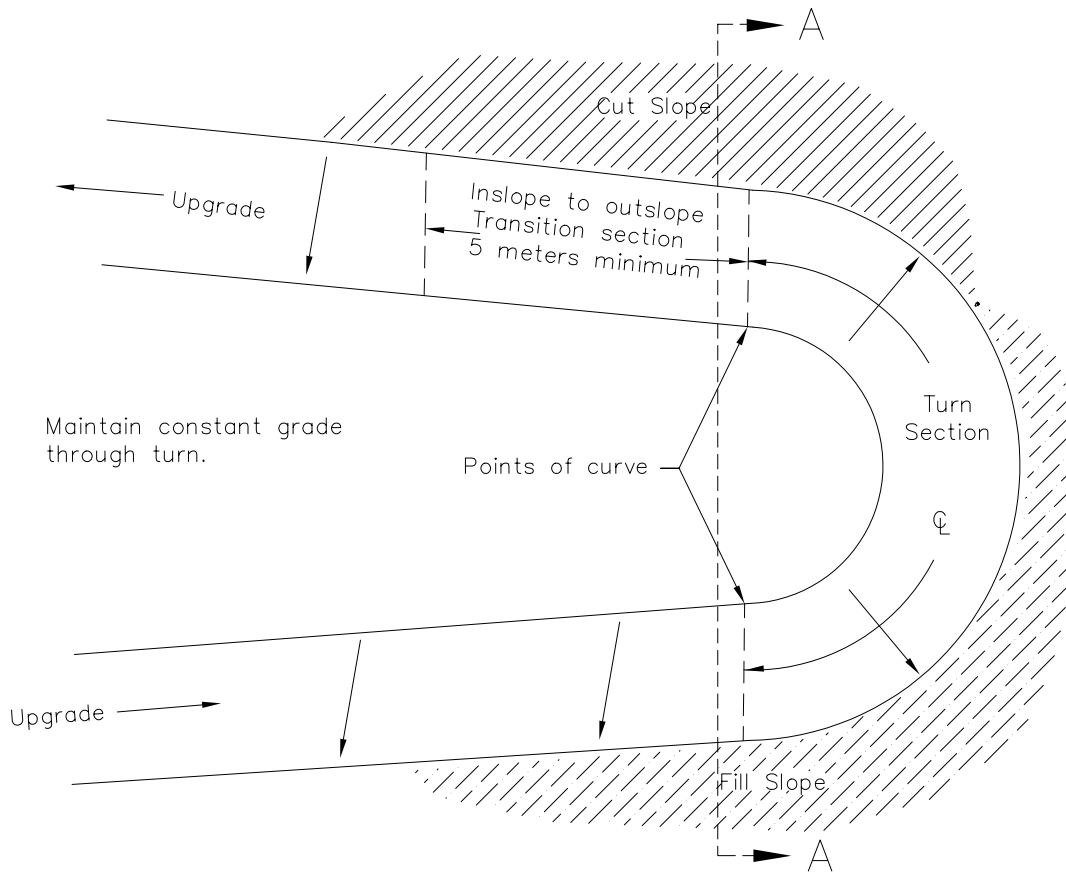 A
Cut Slope
Upgrade
Inslope to outslope
Transition section
5 meters minimum
Turn
Section
Maintain constant grade
through turn.
Points of curve
℄
Upgrade
Fill Slope
A